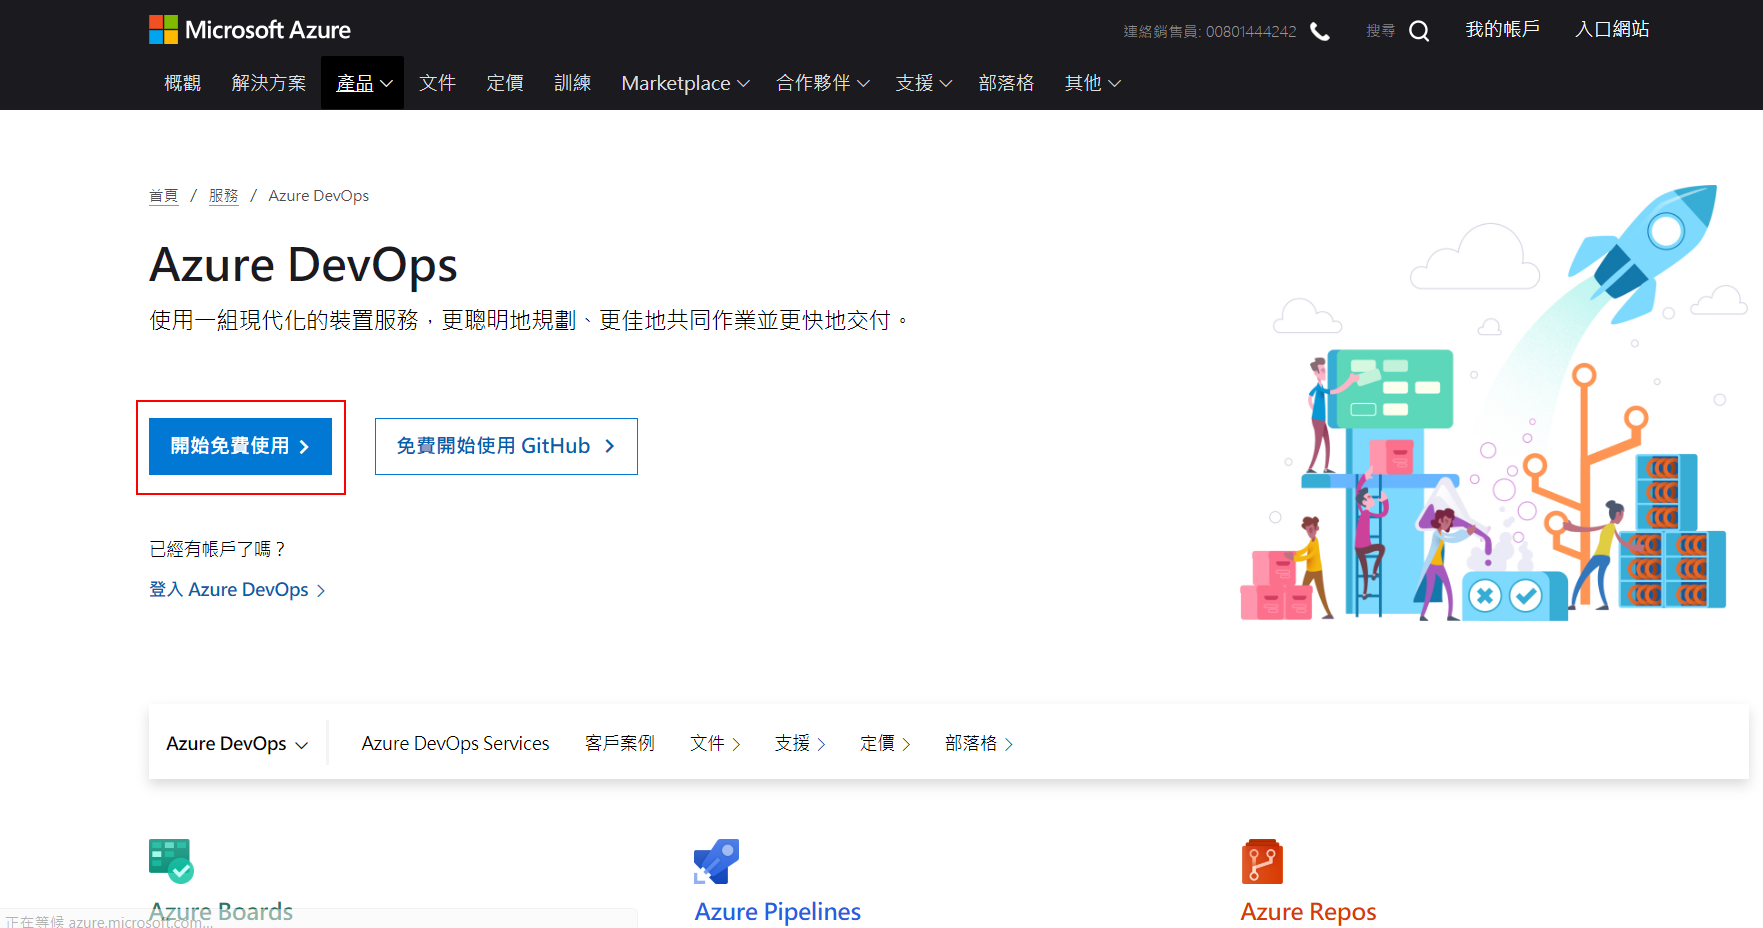 Microsoft Azure
連絡銷售員: 00801444242
搜尋
我的帳戶
入口網站
概觀
解決方案
產品
文件
定價
訓練
Marketplace
合作夥伴
支援
部落格
其他
首頁 / 服務 / Azure DevOps
Azure DevOps
使用一組現代化的裝置服務，更聰明地規劃、更佳地共同作業並更快地交付。
開始免費使用
免費開始使用 GitHub
已經有帳戶了嗎？
登入 Azure DevOps
Azure DevOps
Azure DevOps Services
客戶案例
文件
支援
定價
部落格
Azure Boards
Azure Pipelines
Azure Repos
正在等候 azure.microsoft.com...